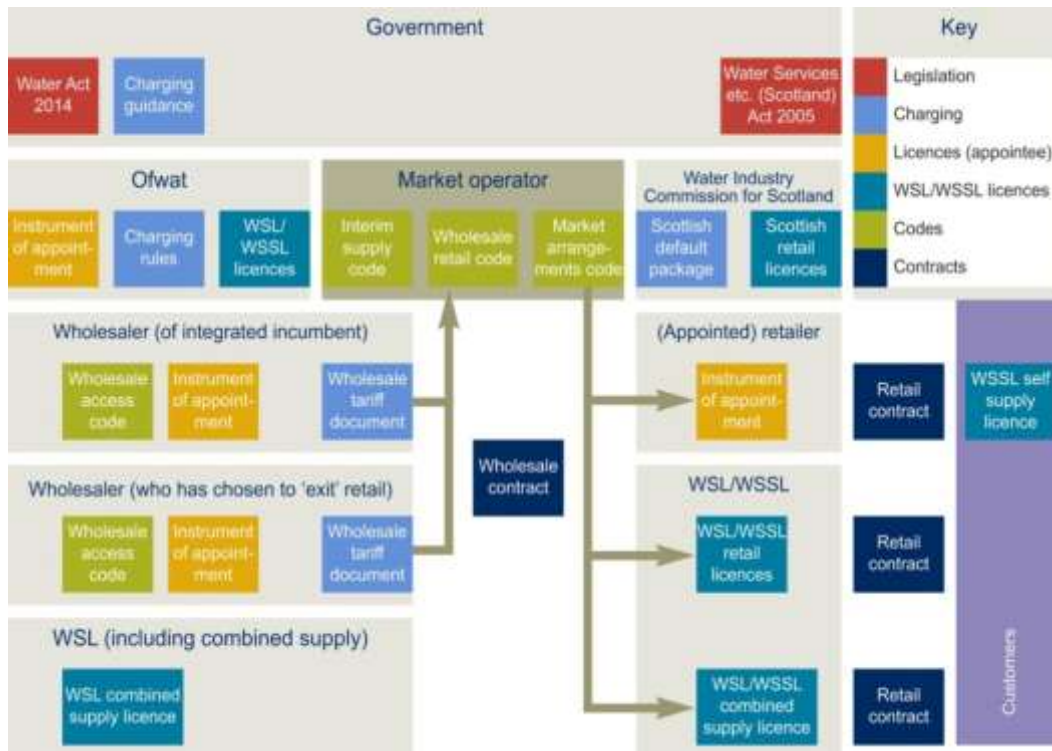 Government
Water Act
2014
Charging
guidance
Water Services
etc. (Scotland)
Act 2005
Key
Legislation
Charging
Licences (appointee)
WSL/WSSL licences
Codes
Contracts
Ofwat
Instrument
of appoint-
ment
Charging
rules
WSL/
WSSL
licences
Market operator
Interim
supply
code
Wholesale
retail code
Market
arrange-
ments code
Water Industry
Commission for Scotland
Scottish
default
package
Scottish
retail
licences
Wholesaler (of integrated incumbent)
Wholesale
access
code
Instrument
of appoint-
ment
Wholesale
tariff
document
(Appointed) retailer
Instrument
of appoint-
ment
Retail
contract
WSSL self
supply
licence
Wholesale
contract
Wholesaler (who has chosen to 'exit' retail)
Wholesale
access
code
Instrument
of appoint-
ment
Wholesale
tariff
document
WSL/WSSL
WSL/WSSL
retail
licences
Retail
contract
WSL (including combined supply)
WSL combined
supply licence
WSL/WSSL
combined
supply licence
Retail
contract
Customers